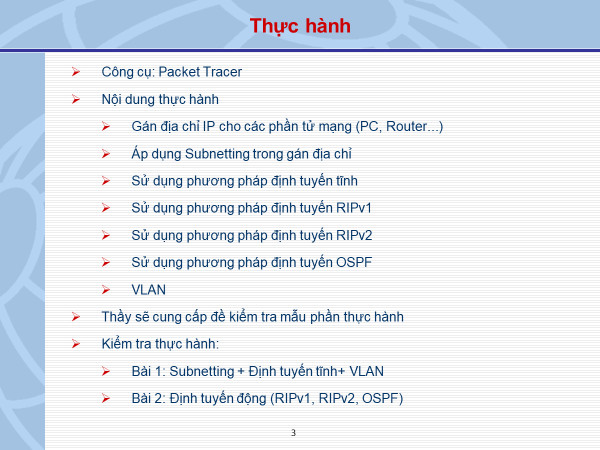 Thực hành
Công cụ: Packet Tracer
Nội dung thực hành
Gán địa chỉ IP cho các phần tử mạng (PC, Router...)
Áp dụng Subnetting trong gán địa chỉ
Sử dụng phương pháp định tuyến tĩnh
Sử dụng phương pháp định tuyến RIPv1
Sử dụng phương pháp định tuyến RIPv2
Sử dụng phương pháp định tuyến OSPF
VLAN
Thầy sẽ cung cấp đề kiểm tra mẫu phần thực hành
Kiểm tra thực hành:
Bài 1: Subnetting + Định tuyến tĩnh+ VLAN
Bài 2: Định tuyến động (RIPv1, RIPv2, OSPF)
3